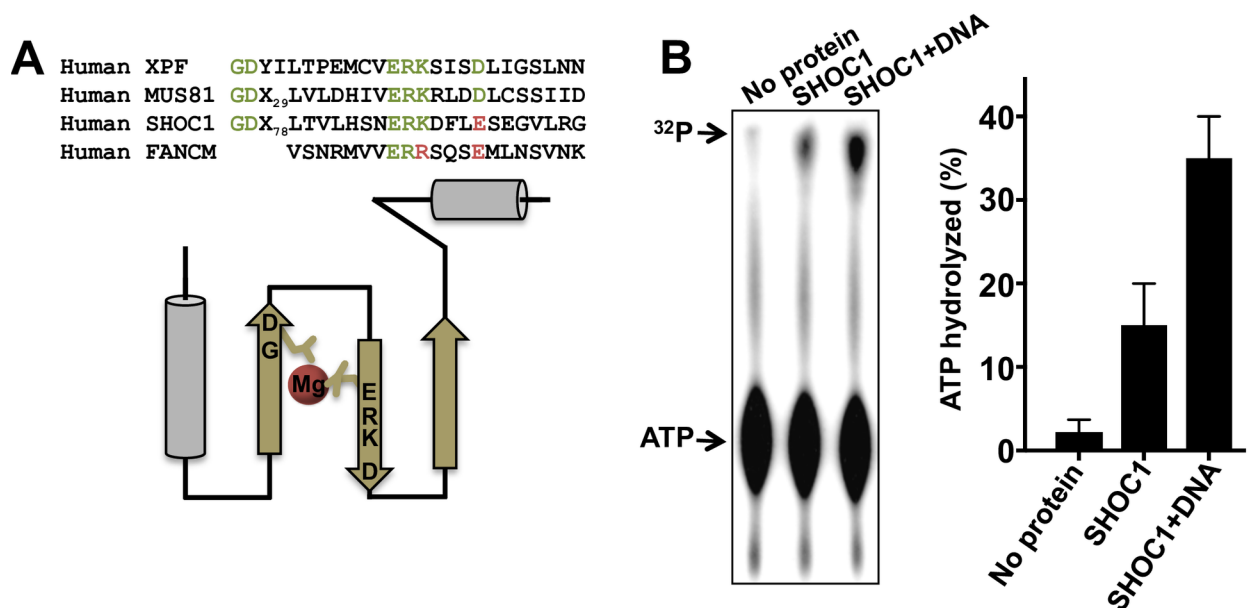 A
Human XPF GDYILTPEMCVERKSISDLIGSLNN
Human MUS81 GDX29LVLDHIVERKRLDDLCSSIID
Human SHOC1 GDX78LTVLHSNERKDFLESEGVLRG
Human FANCM VSNRMVVERRSQSEMLNSVNK
D
G
Mg
E
R
K
D
B
No protein
SHOC1
SHOC1+DNA
32P
ATP
ATP hydrolyzed (%)
40
30
20
10
0
No protein
SHOC1
SHOC1+DNA